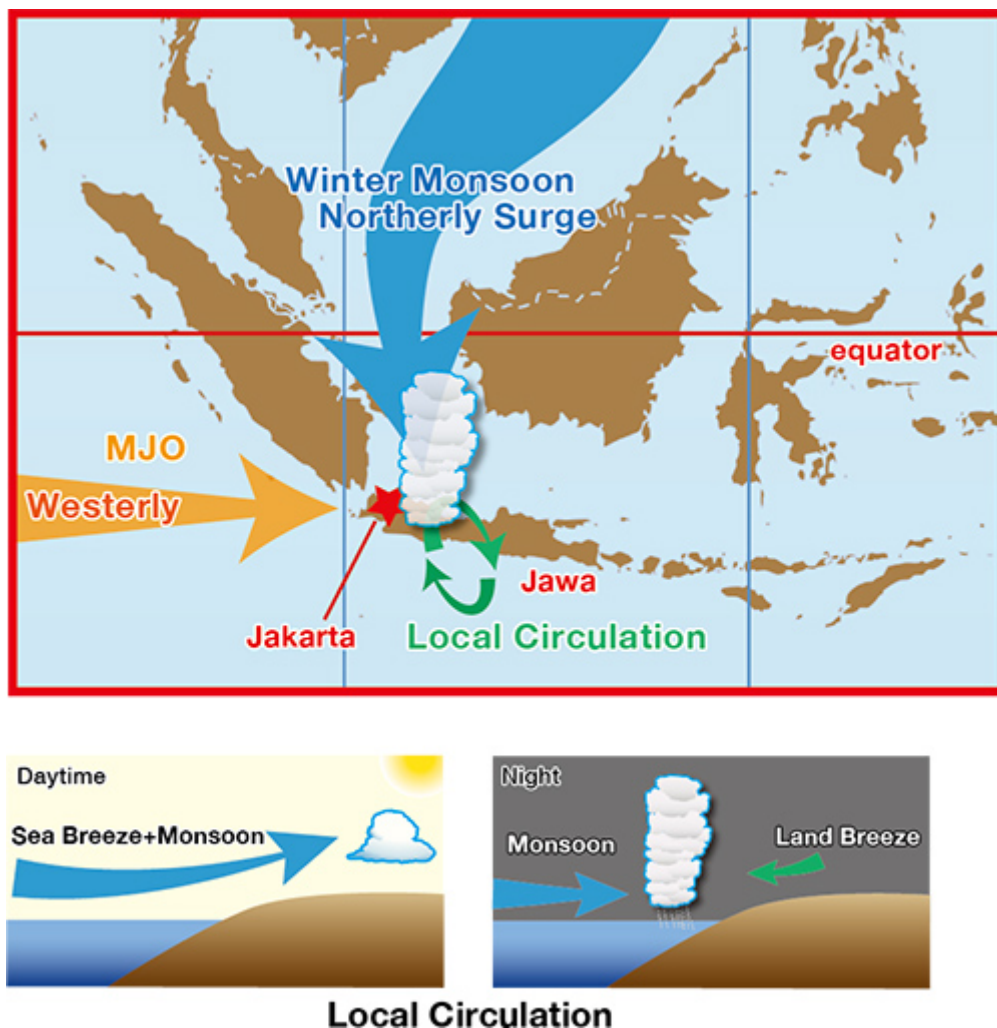 Winter Monsoon
Northerly Surge
equator
MJO
Westerly
Jawa
Jakarta
Local Circulation
Daytime
Sea Breeze+Monsoon
Night
Monsoon
Land Breeze
Local Circulation